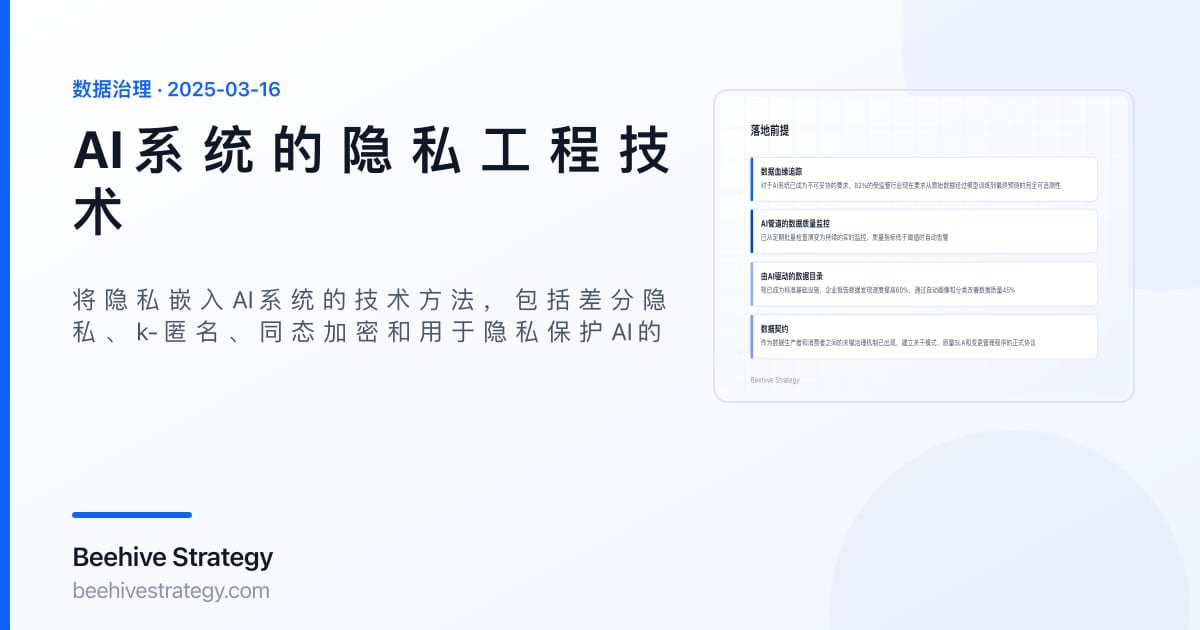 数据治理 · 2025-03-16
AI系统的隐私工程技
术
将隐私嵌入AI系统的技术方法，包括差分隐
私、k-匿名、同态加密和用于隐私保护AI的
落地前提
数据血缘追踪
对于AI系统已成为不可妥协的要求，82%的受监管行业现在要求从原始数据经过模型训练到最终预测的完全可追溯性
AI管道的数据质量监控
已从定期批量检查演变为持续的实时监控，质量指标低于阈值时自动告警
由AI驱动的数据目录
现已成为标准基础设施，企业报告数据发现速度提高60%，通过自动画像和分类改善数据质量45%
数据契约
作为数据生产者和消费者之间的关键治理机制已出现，建立关于模式、质量SLA和变更管理程序的正式协议
Beehive Strategy
Beehive Strategy
beehivestrategy.com